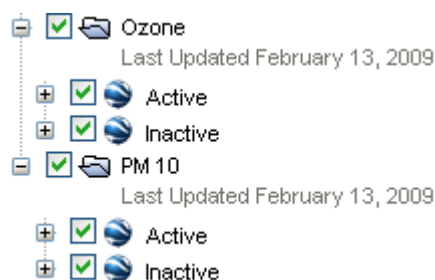 Ozone
Last Updated February 13, 2009
Active
Inactive
PM 10
Last Updated February 13, 2009
Active
Inactive